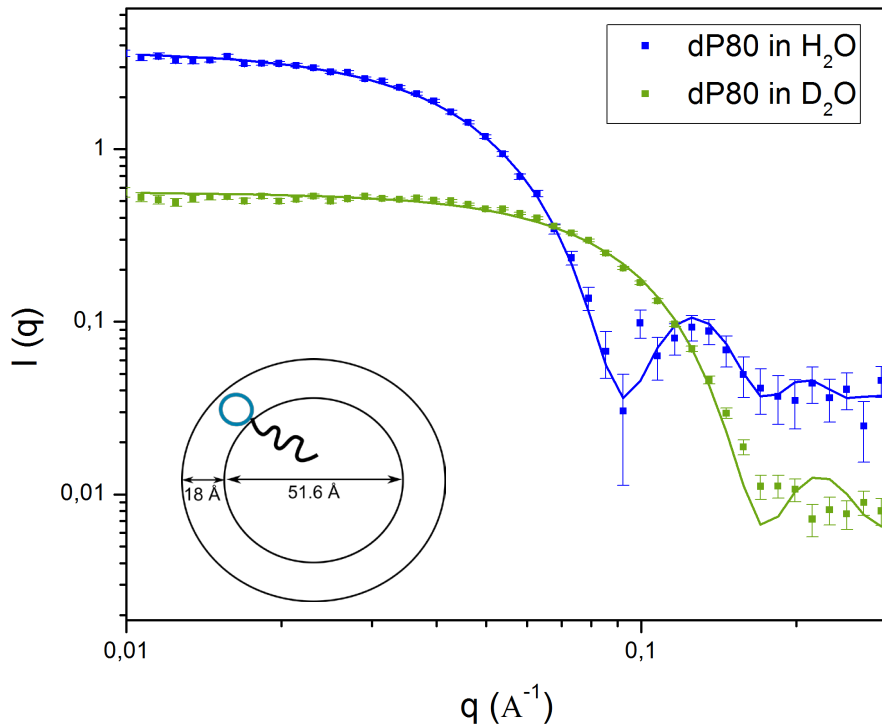 dP80 in H₂O
dP80 in D₂O
1
0,1
0,01
I (q)
18 Å
51.6 Å
0,01
0,1
q (A⁻¹)